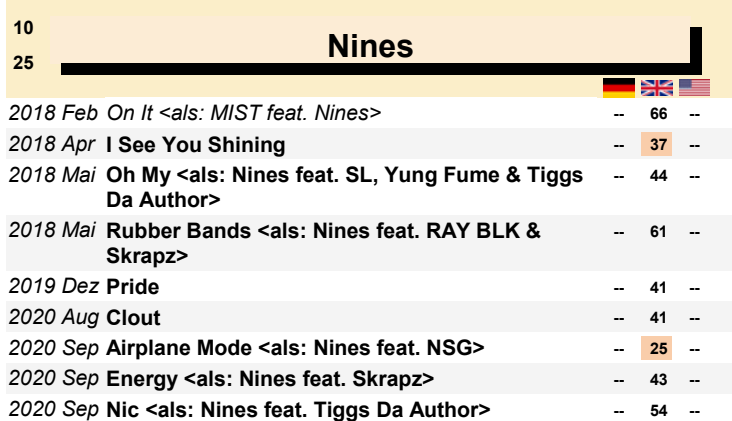 10
Nines
25
2018 Feb On It <als: MIST feat. Nines> -- 66 --
2018 Apr I See You Shining -- 37 --
2018 Mai Oh My <als: Nines feat. SL, Yung Fume & Tiggs -- 44 --
Da Author>
2018 Mai Rubber Bands <als: Nines feat. RAY BLK & -- 61 --
Skrapz>
2019 Dez Pride -- 41 --
2020 Aug Clout -- 41 --
2020 Sep Airplane Mode <als: Nines feat. NSG> -- 25 --
2020 Sep Energy <als: Nines feat. Skrapz> -- 43 --
2020 Sep Nic <als: Nines feat. Tiggs Da Author> -- 54 --